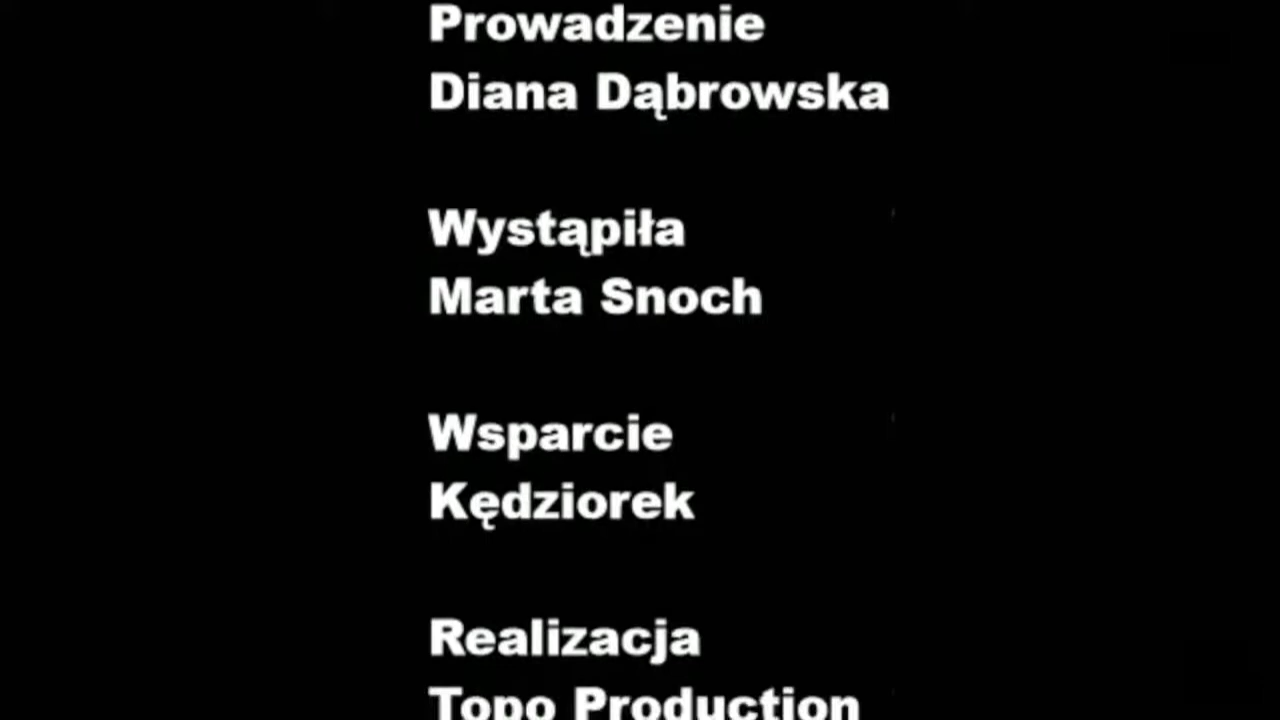 Prowadzenie
Diana Dąbrowska
Wystąpiła
Marta Snoch
Wsparcie
Kędziorek
Realizacja
Topo Production